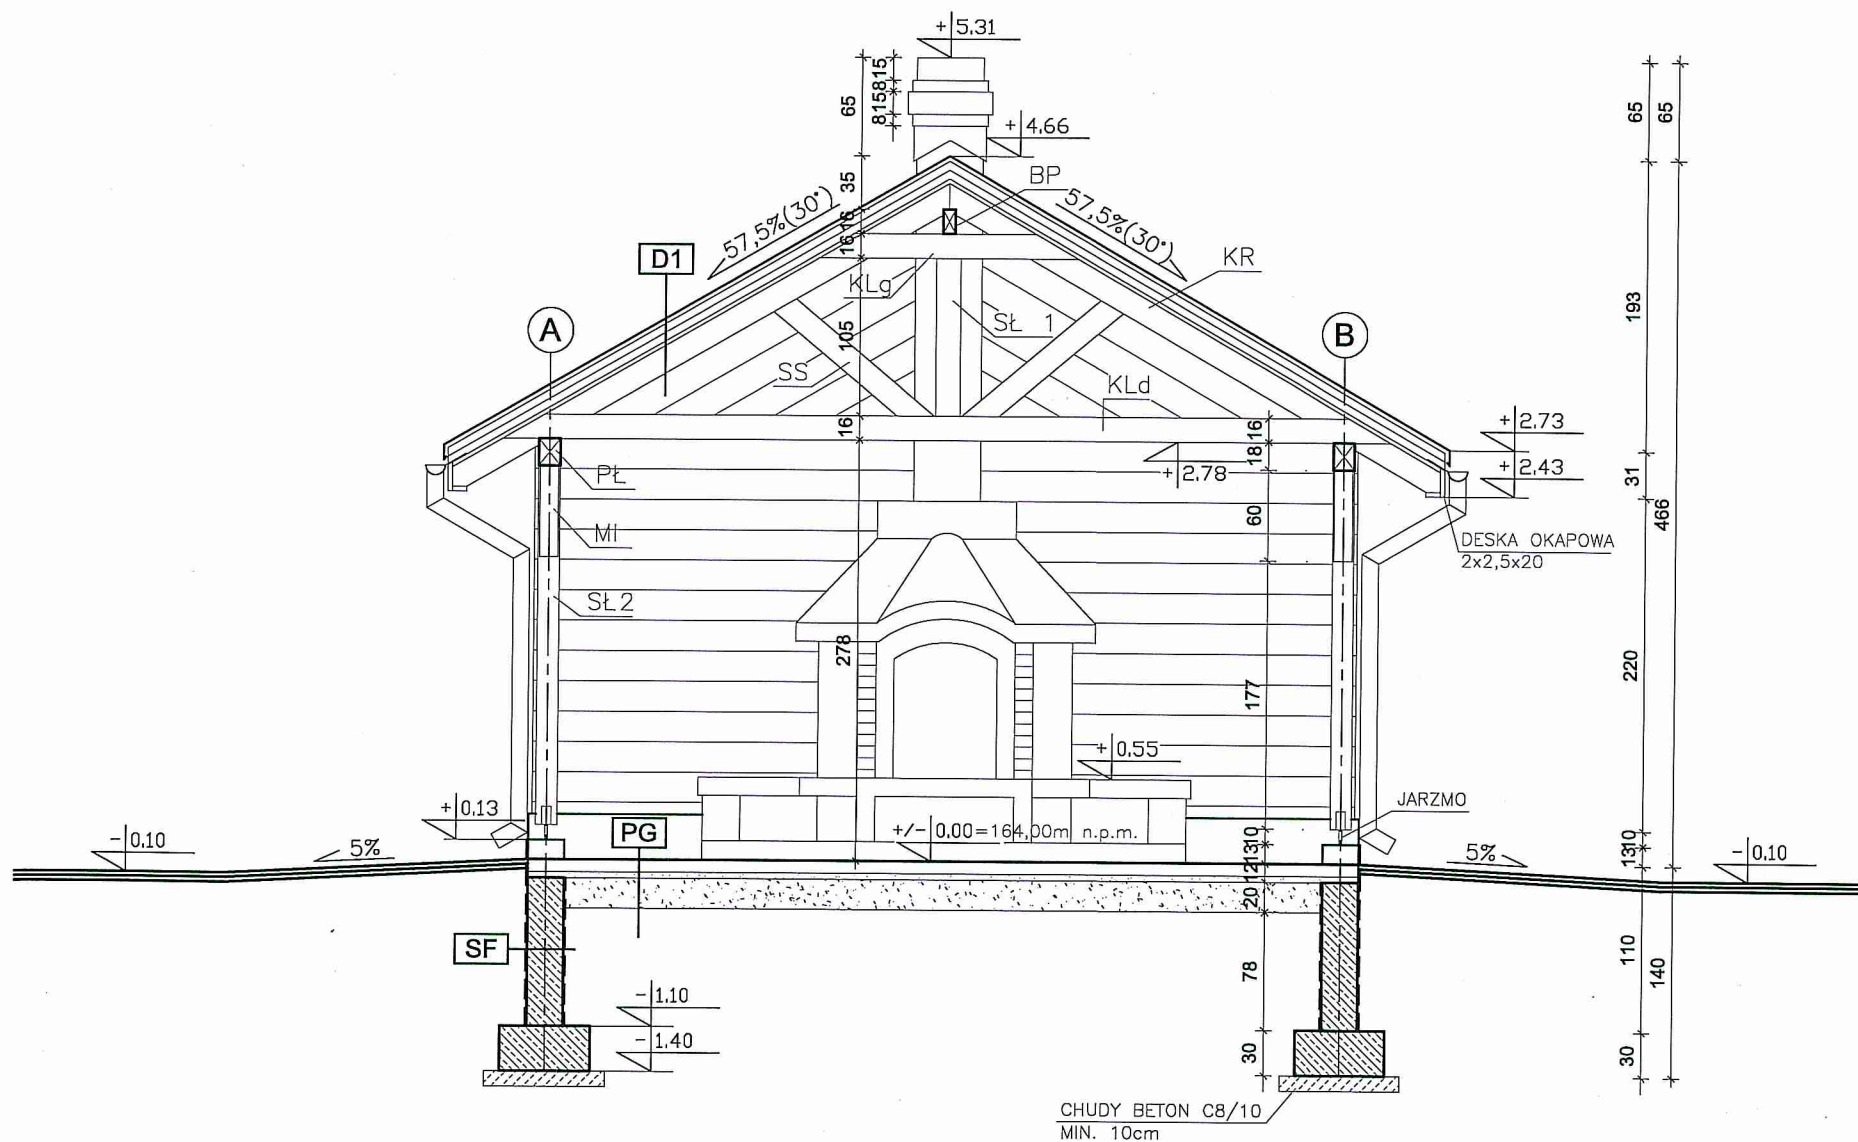 +5.31
65
8 15 8 15
65
65
+4.66
35
BP
57,5%(30°)
57,5%(30°)
16
16
D1
KLg
KR
193
A
105
SŁ 1
B
SS
KLd
16
16
+2.73
18
+2.78
+2.43
31
PŁ
60
466
MI
DESKA OKAPOWA
2x2,5x20
SŁ2
278
220
177
+0.55
JARZMO
+0.13
PG
+/- 0.00=164,00m n.p.m.
-0.10
5%
10
13
12
20
5%
10
13
-0.10
SF
78
110
140
-1.10
-1.40
30
30
CHUDY BETON C8/10
MIN. 10cm